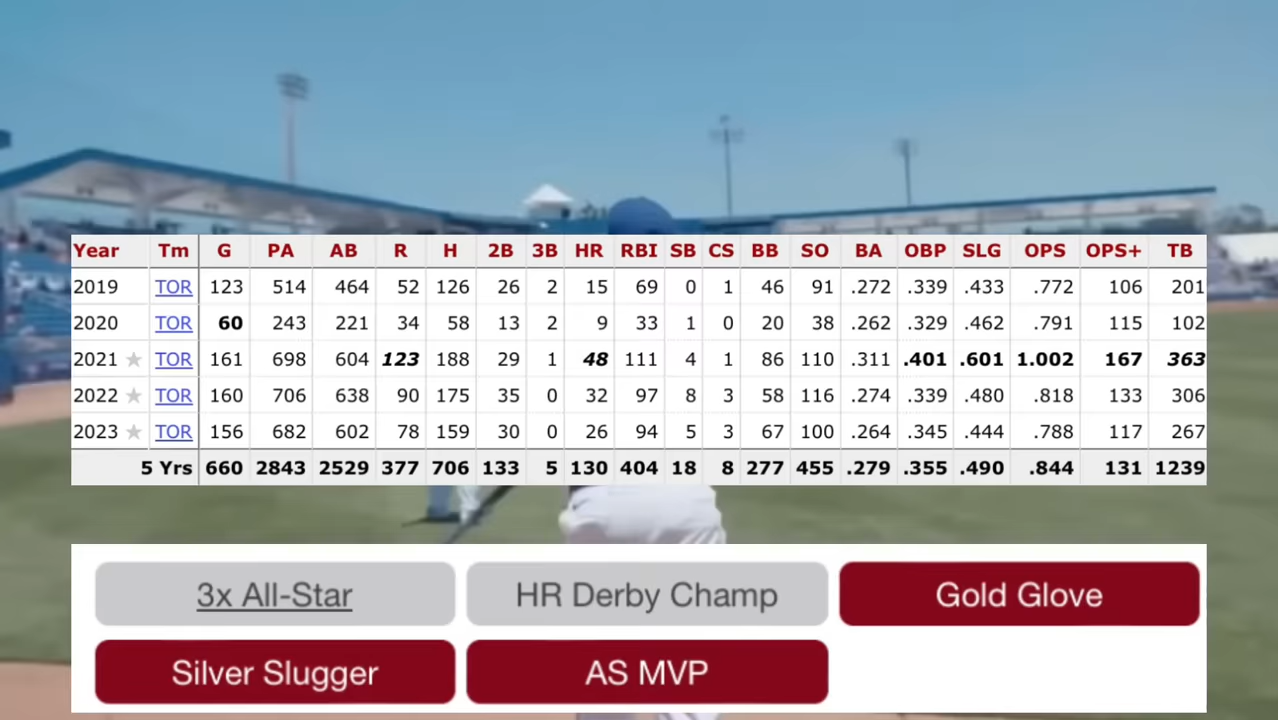 Year Tm G PA AB R H 2B 3B HR RBI SB CS BB SO BA OBP SLG OPS OPS+ TB
2019 TOR 123 514 464 52 126 26 2 15 69 0 1 46 91 .272 .339 .433 .772 106 201
2020 TOR 60 243 221 34 58 13 2 9 33 1 0 20 38 .262 .329 .462 .791 115 102
2021 ★ TOR 161 698 604 123 188 29 1 48 111 4 1 86 110 .311 .401 .601 1.002 167 363
2022 ★ TOR 160 706 638 90 175 35 0 32 97 8 3 58 116 .274 .339 .480 .818 133 306
2023 ★ TOR 156 682 602 78 159 30 0 26 94 5 3 67 100 .264 .345 .444 .788 117 267
5 Yrs 660 2843 2529 377 706 133 5 130 404 18 8 277 455 .279 .355 .490 .844 131 1239
3x All-Star HR Derby Champ Gold Glove
Silver Slugger AS MVP